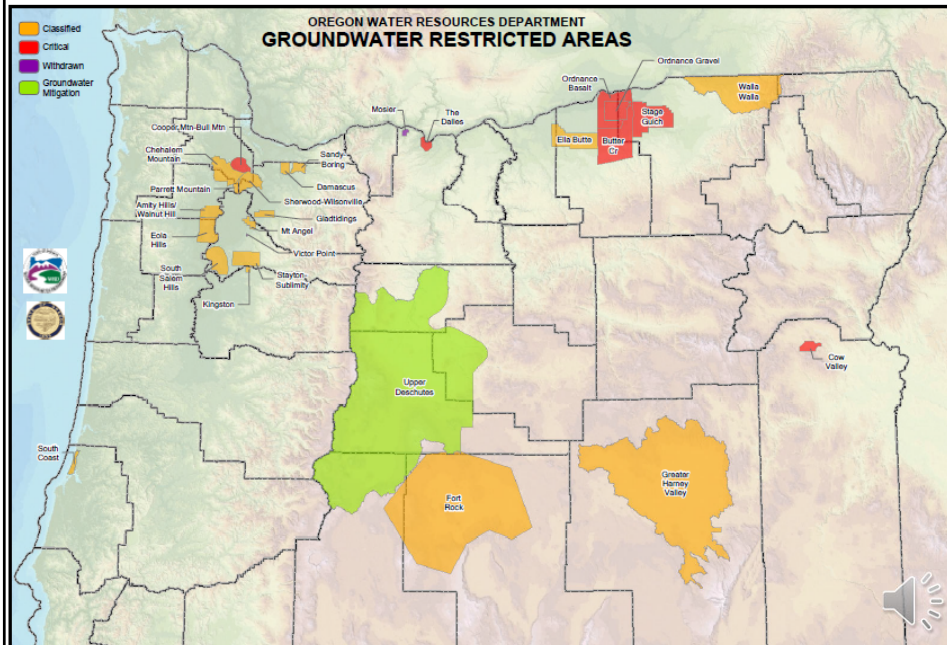 OREGON WATER RESOURCES DEPARTMENT
GROUNDWATER RESTRICTED AREAS
Classified
Critical
Withdrawn
Groundwater
Mitigation
Ordnance Gravel
Ordnance
Basalt
Walla
Walla
Mosier
The
Dalles
Stage
Gulch
Cooper Mtn-Bull Mtn
Ella Butte
Butter
Cr
Chehalem
Mountain
Sandy-
Boring
Parrett Mountain
Damascus
Sherwood-Wilsonville
Amity Hills/
Walnut Hill
Gladtidings
Mt Angel
Eola
Hills
Victor Point
South
Salem
Hills
Stayton-
Sublimity
Kingston
Cow
Valley
Upper
Deschutes
South
Coast
Greater
Harney
Valley
Fort
Rock